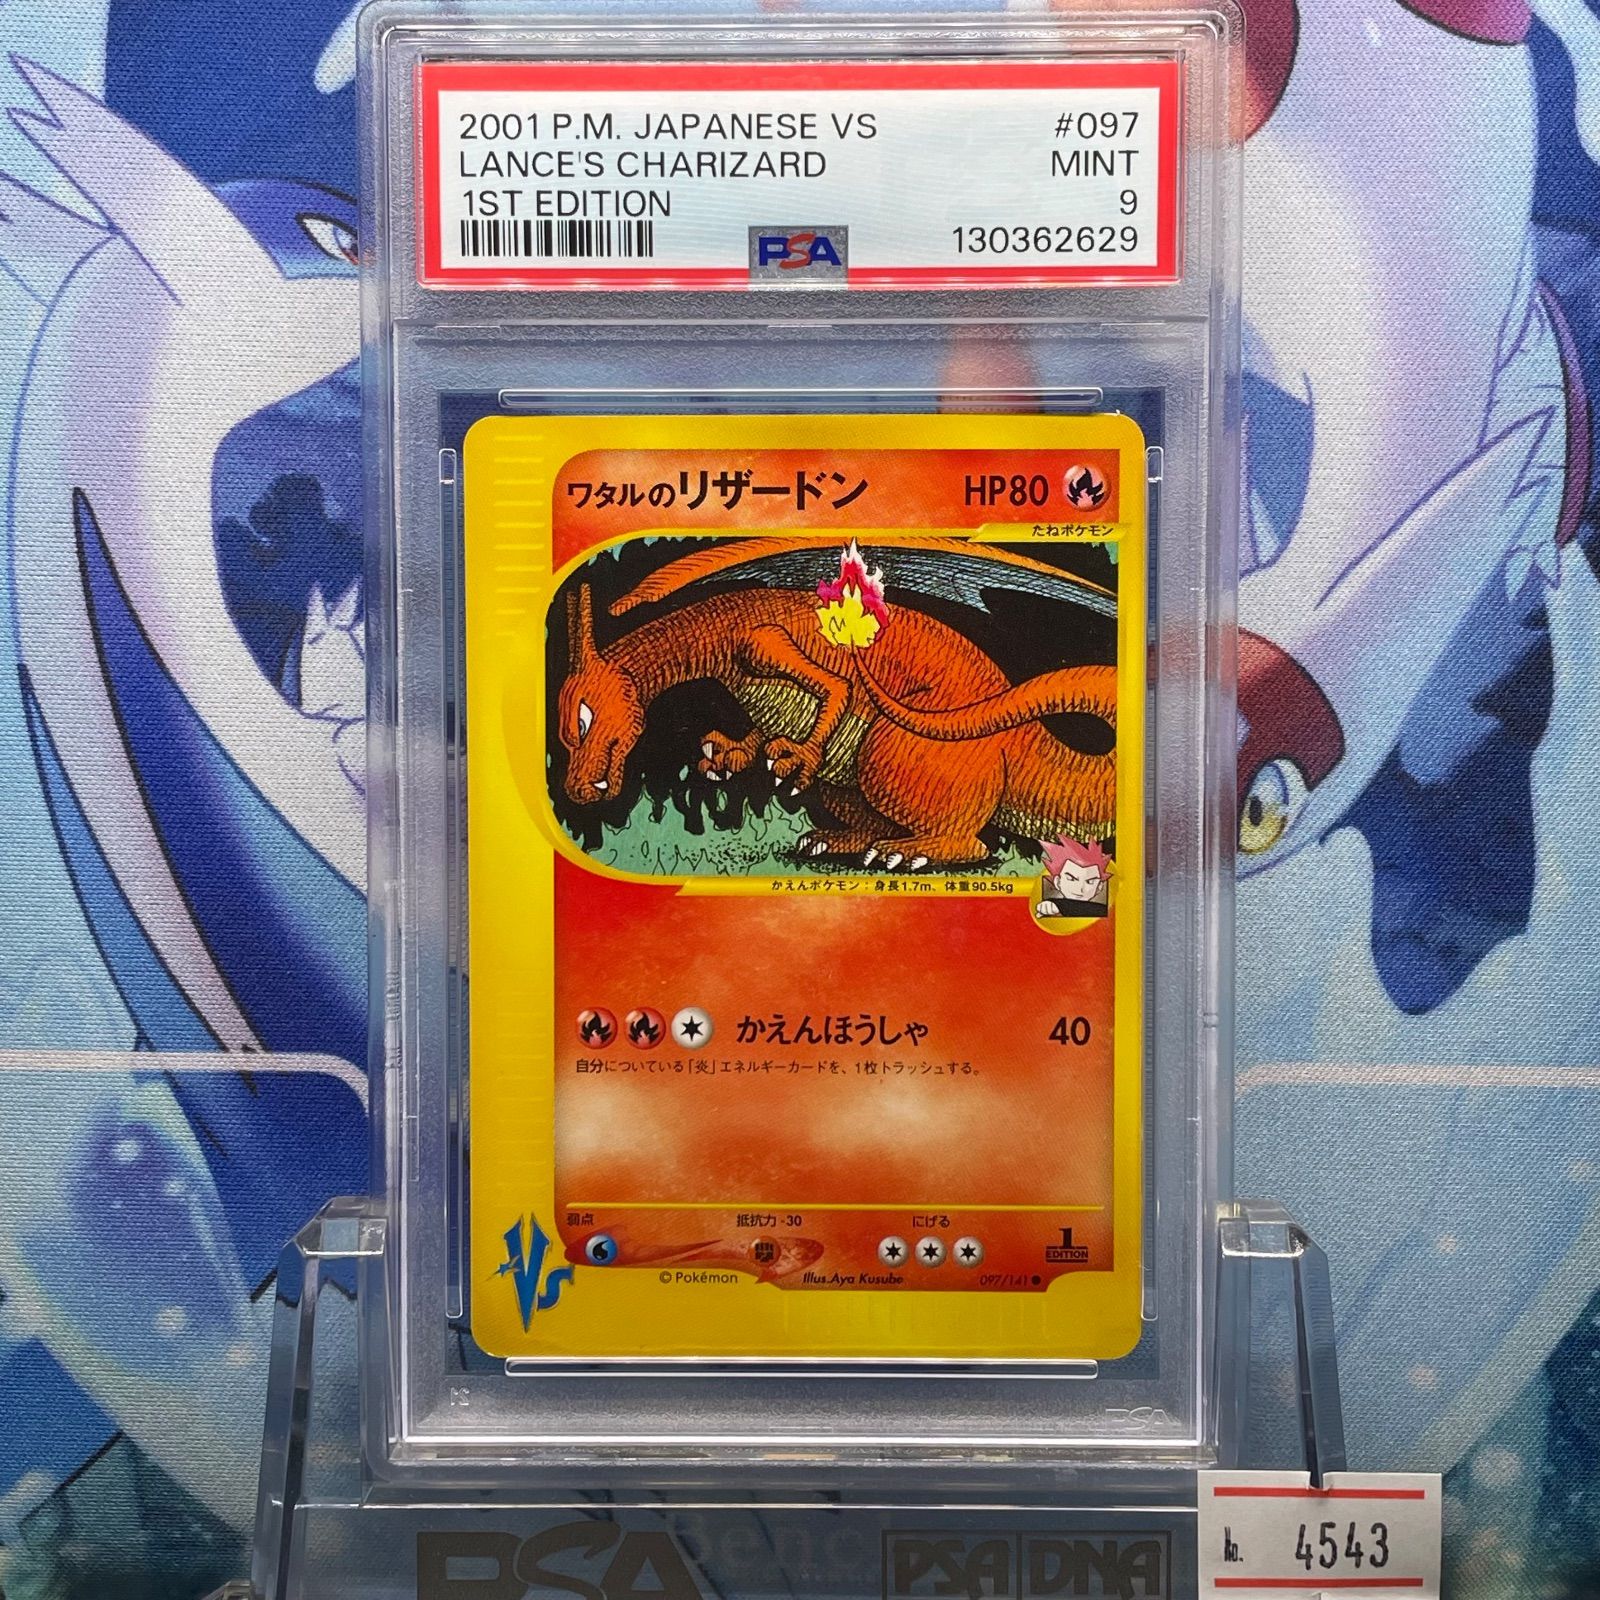 2001 P.M. JAPANESE VS #097
LANCE'S CHARIZARD MINT
1ST EDITION 9
PSA 130362629
ワタルのリザードン HP80
たねポケモン
かえんポケモン：身長1.7m、体重90.5kg
かえんほうしゃ 40
自分についている「炎」エネルギーカードを、1枚トラッシュする。
弱点 抵抗力-30 にげる
1 EDITION
VS ©Pokémon Illus.Aya Kusube 097/141●
PSA
PSA PSA DNA
No. 4543